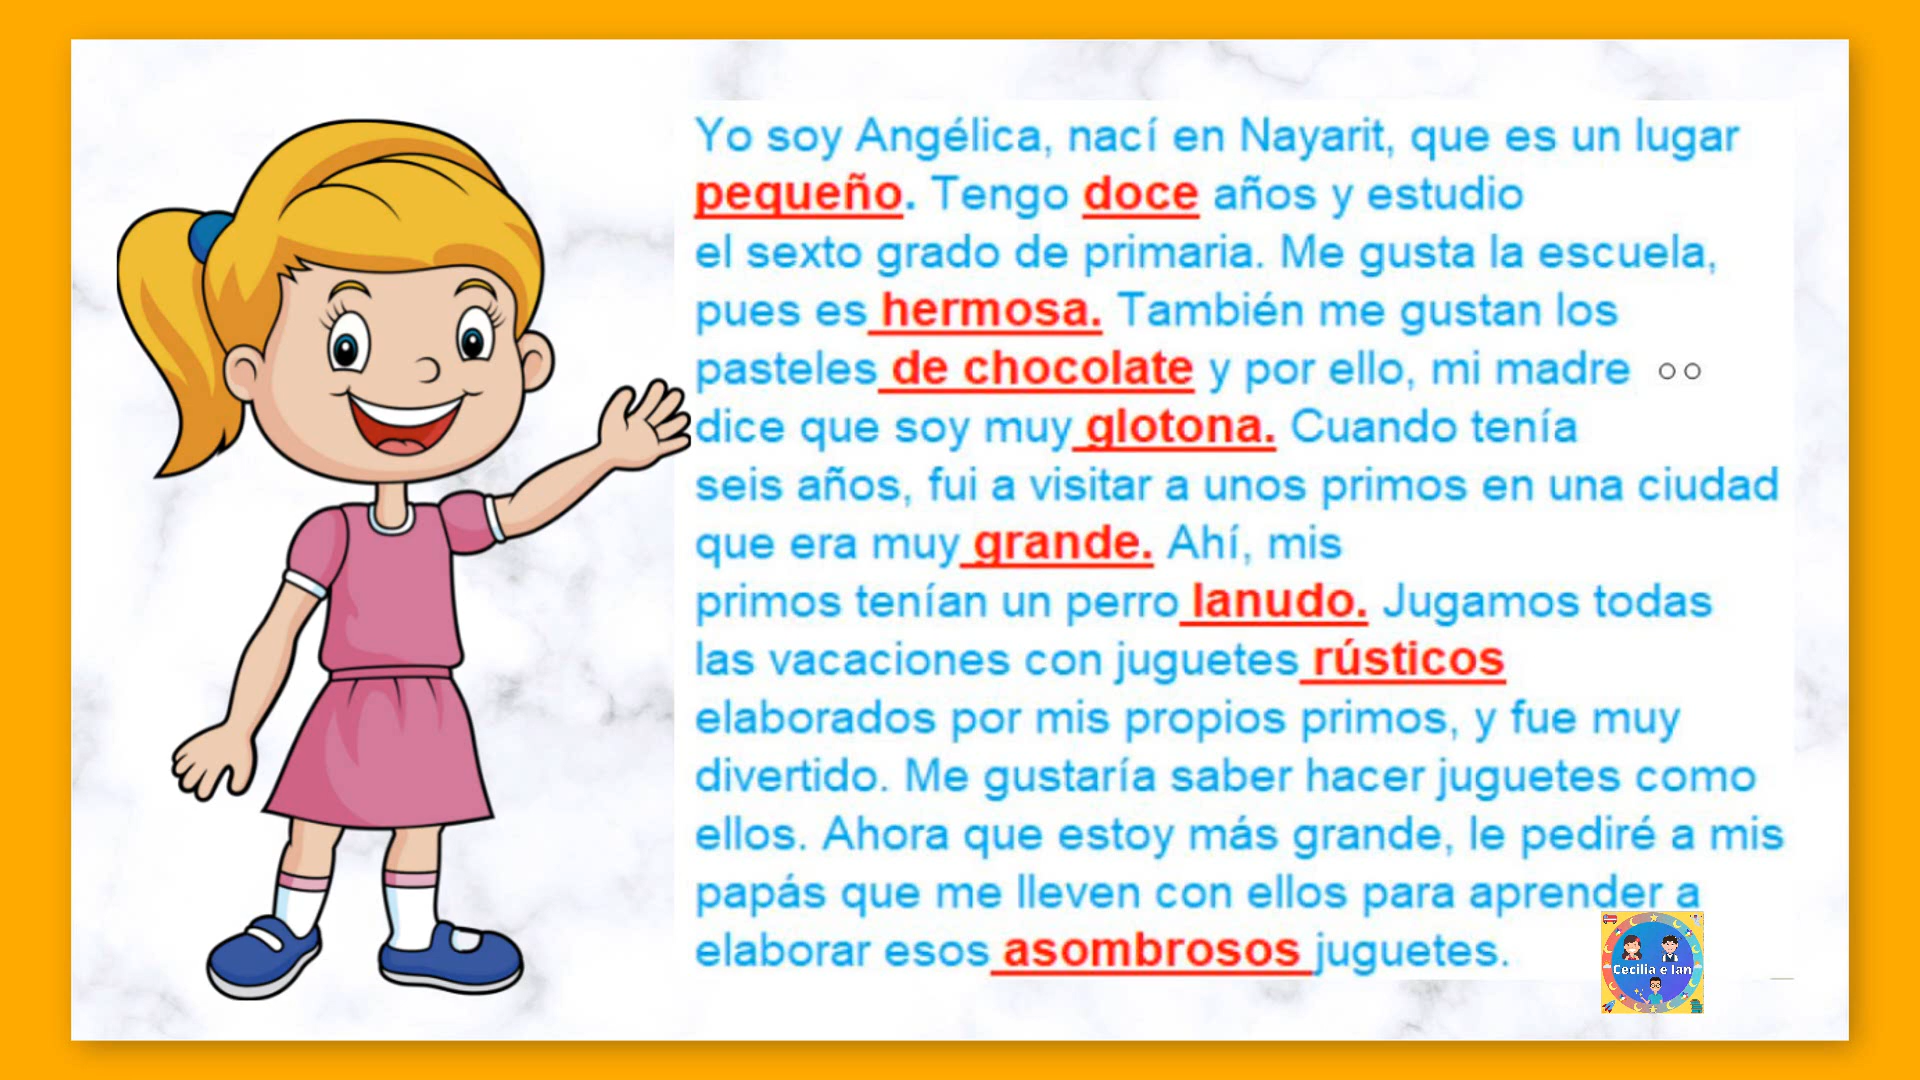 Yo soy Angélica, nací en Nayarit, que es un lugar
pequeño. Tengo doce años y estudio
el sexto grado de primaria. Me gusta la escuela,
pues es hermosa. También me gustan los
pasteles de chocolate y por ello, mi madre
dice que soy muy glotona. Cuando tenía
seis años, fui a visitar a unos primos en una ciudad
que era muy grande. Ahí, mis
primos tenían un perro lanudo. Jugamos todas
las vacaciones con juguetes rústicos
elaborados por mis propios primos, y fue muy
divertido. Me gustaría saber hacer juguetes como
ellos. Ahora que estoy más grande, le pediré a mis
papás que me lleven con ellos para aprender a
elaborar esos asombrosos juguetes.
Cecilia e Ian